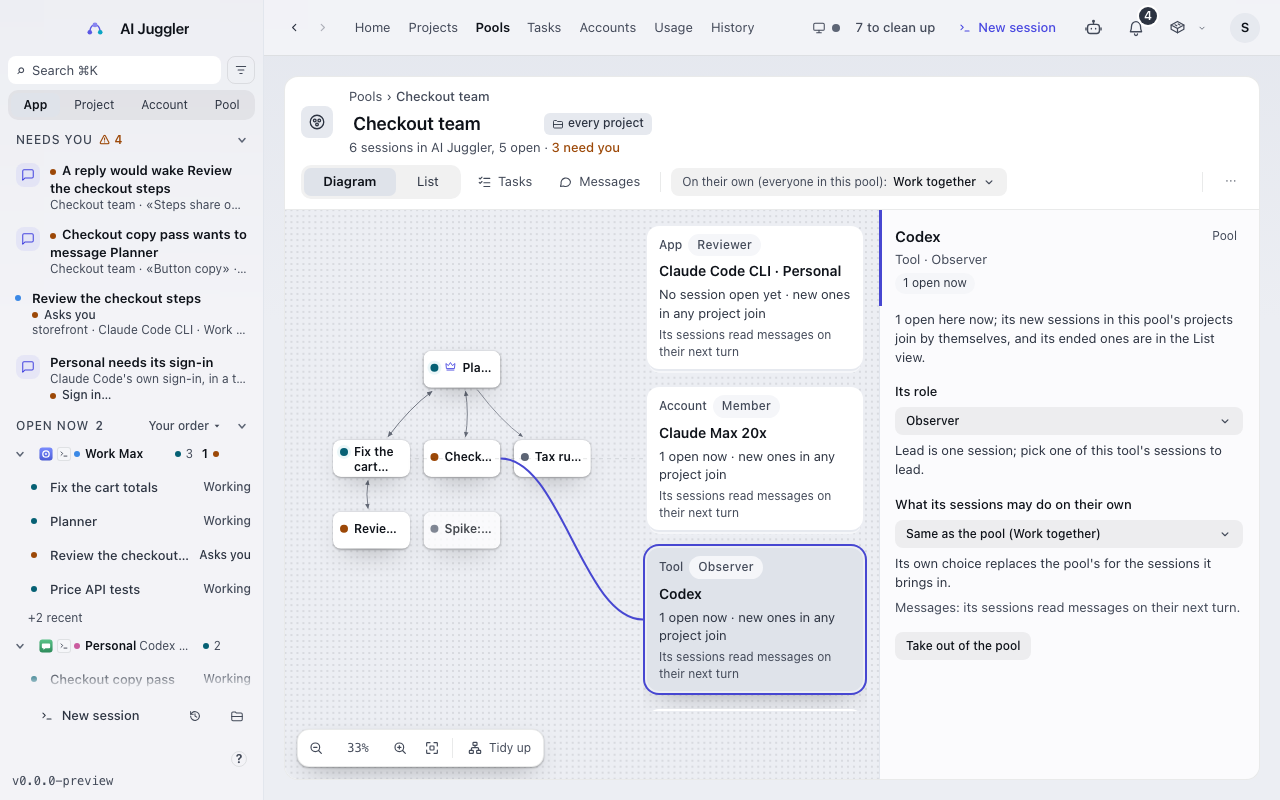 AI Juggler
Search ⌘K
App
Project
Account
Pool
NEEDS YOU 4
A reply would wake Review the checkout steps
Checkout team · «Steps share o...
Checkout copy pass wants to message Planner
Checkout team · «Button copy» ·...
Review the checkout steps
Asks you
storefront · Claude Code CLI · Work ...
Personal needs its sign-in
Claude Code's own sign-in, in a t...
Sign in...
OPEN NOW 2
Your order
Work Max
3
1
Fix the cart totals
Working
Planner
Working
Review the checkout...
Asks you
Price API tests
Working
+2 recent
Personal Codex ...
2
Checkout copy pass
Working
New session
?
v0.0.0-preview
Home
Projects
Pools
Tasks
Accounts
Usage
History
7 to clean up
New session
4
S
Pools › Checkout team
Checkout team
every project
6 sessions in AI Juggler, 5 open · 3 need you
Diagram
List
Tasks
Messages
On their own (everyone in this pool): Work together
...
Pla...
Fix the cart...
Check...
Tax ru...
Revie...
Spike:...
App Reviewer
Claude Code CLI · Personal
No session open yet · new ones in any project join
Its sessions read messages on their next turn
Account Member
Claude Max 20x
1 open now · new ones in any project join
Its sessions read messages on their next turn
Tool Observer
Codex
1 open now · new ones in any project join
Its sessions read messages on their next turn
33%
Tidy up
Codex
Pool
Tool · Observer
1 open now
1 open here now; its new sessions in this pool's projects join by themselves, and its ended ones are in the List view.
Its role
Observer
Lead is one session; pick one of this tool's sessions to lead.
What its sessions may do on their own
Same as the pool (Work together)
Its own choice replaces the pool's for the sessions it brings in.
Messages: its sessions read messages on their next turn.
Take out of the pool